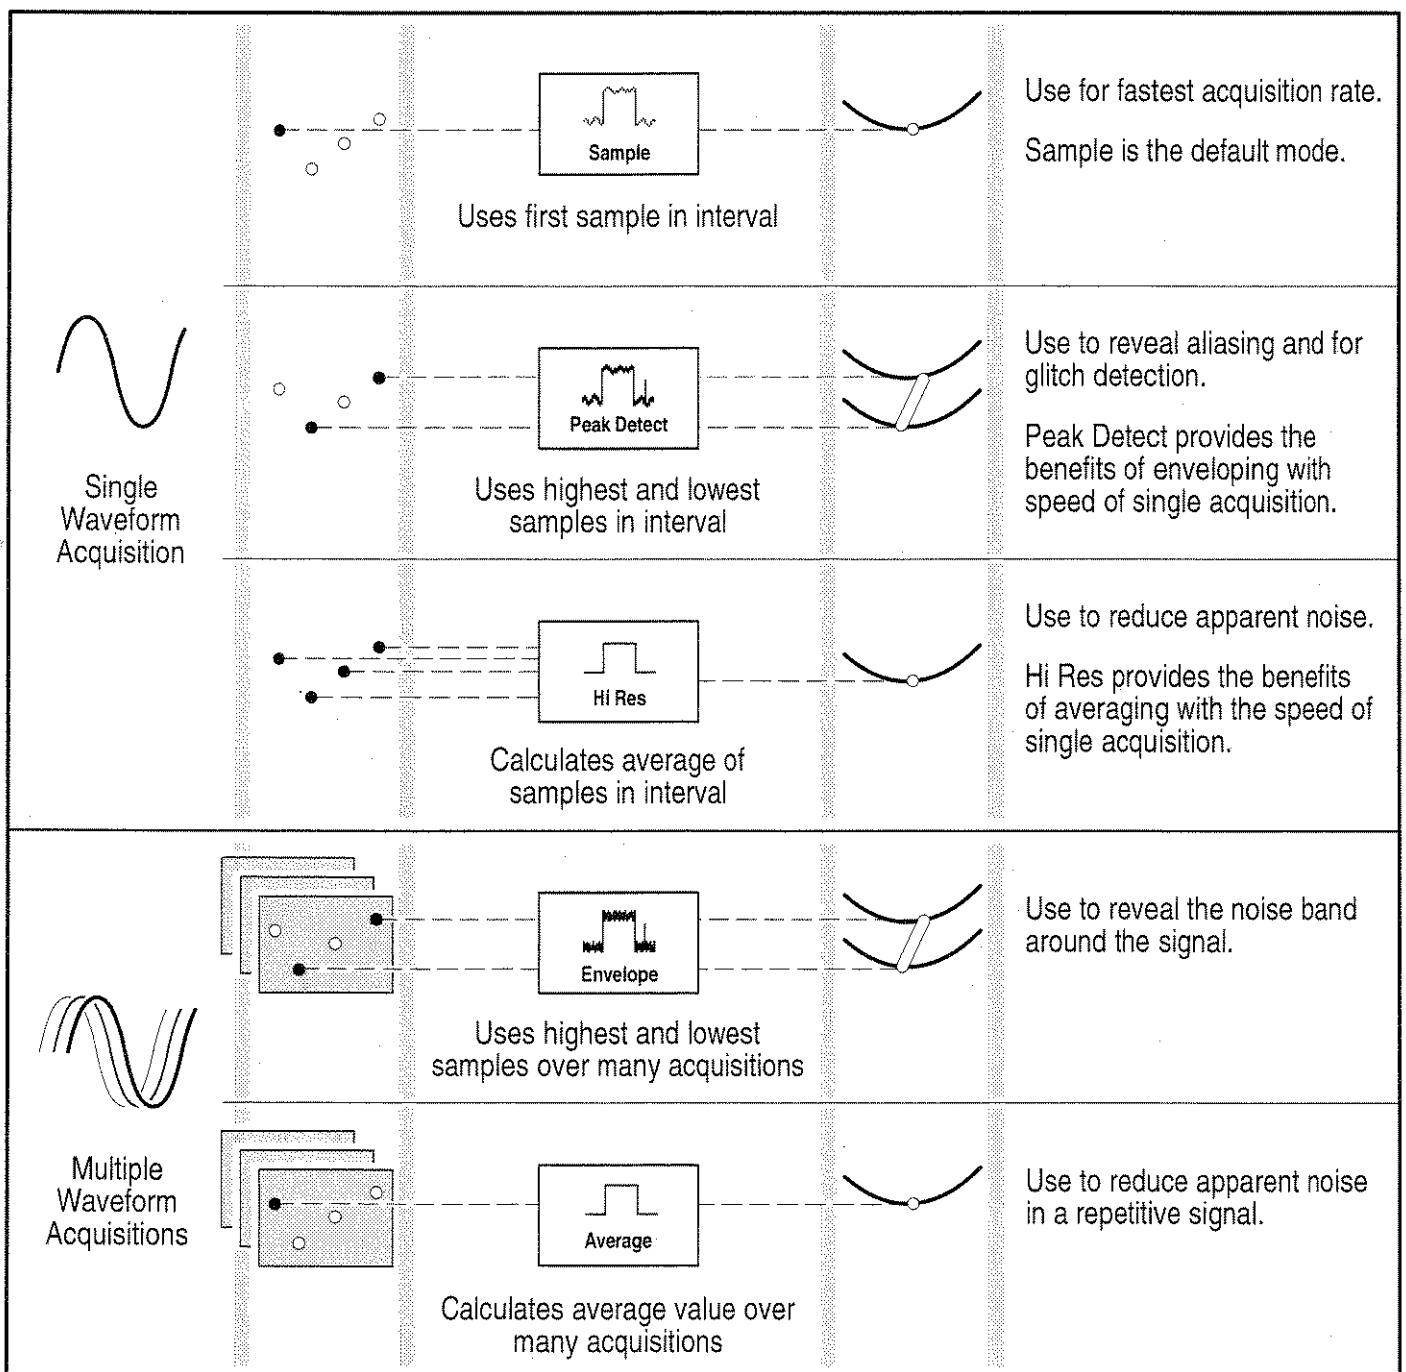 Use for fastest acquisition rate.
Sample is the default mode.
Sample
Uses first sample in interval
Single
Waveform
Acquisition
Peak Detect
Uses highest and lowest
samples in interval
Use to reveal aliasing and for
glitch detection.
Peak Detect provides the
benefits of enveloping with
speed of single acquisition.
Hi Res
Calculates average of
samples in interval
Use to reduce apparent noise.
Hi Res provides the benefits
of averaging with the speed of
single acquisition.
Multiple
Waveform
Acquisitions
Envelope
Uses highest and lowest
samples over many acquisitions
Use to reveal the noise band
around the signal.
Average
Calculates average value over
many acquisitions
Use to reduce apparent noise
in a repetitive signal.